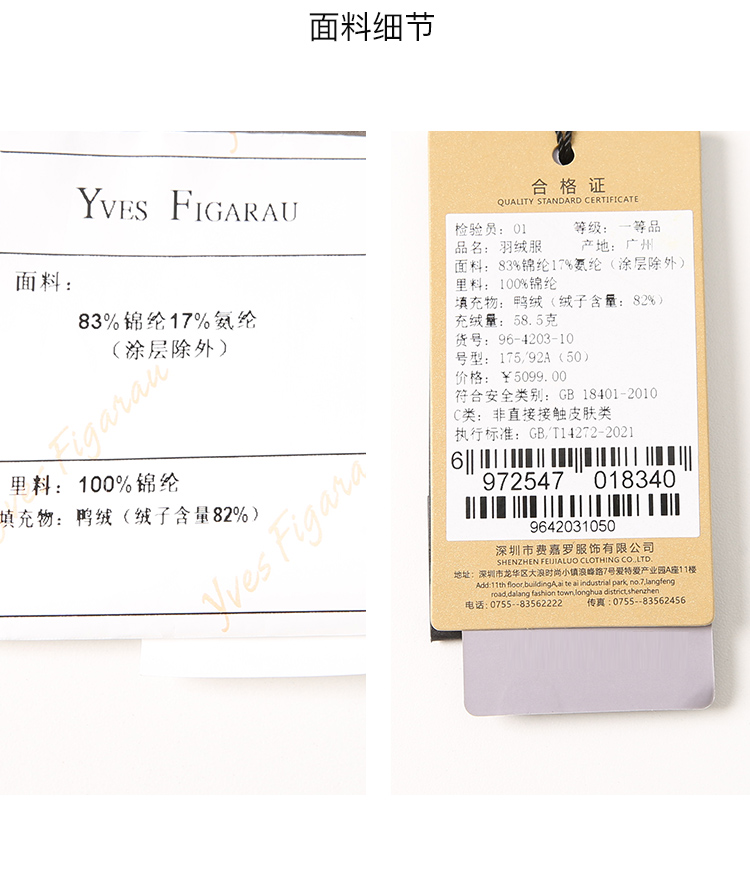 面料细节
YVES FIGARAU
面料：
83%锦纶17%氨纶
（涂层除外）
里料：100%锦纶
填充物：鸭绒（绒子含量82%）
Yves Figarau
Yves Figarau
合格证
QUALITY STANDARD CERTIFICATE
检验员：01 等级：一等品
品名：羽绒服 产地：广州
面料：83%锦纶17%氨纶（涂层除外）
里料：100%锦纶
填充物：鸭绒（绒子含量：82%）
充绒量：58.5克
货号：96-4203-10
号型：175/92A（50）
价格：￥5099.00
符合安全类别：GB 18401-2010
C类：非直接接触皮肤类
执行标准：GB/T14272-2021
6 972547 018340
9642031050
深圳市费嘉罗服饰有限公司
SHENZHEN FEIJIALUO CLOTHING CO.,LTD.
地址：深圳市龙华区大浪时尚小镇浪峰路7号爱特爱产业园A座11楼
Add:11th floor,buildingA,ai te ai industrial park, no.7,langfeng
road,dalang fashion town,longhua district,shenzhen
电话：0755--83562222 传真：0755--83562456